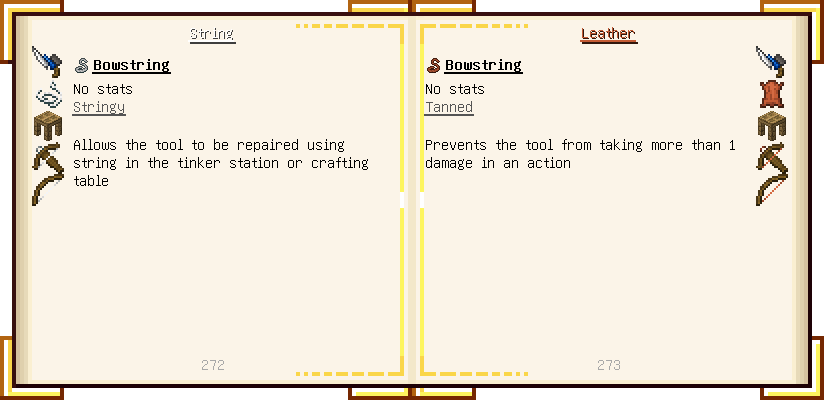 String
Bowstring
No stats
Stringy
Allows the tool to be repaired using
string in the tinker station or crafting
table
272
Leather
Bowstring
No stats
Tanned
Prevents the tool from taking more than 1
damage in an action
273